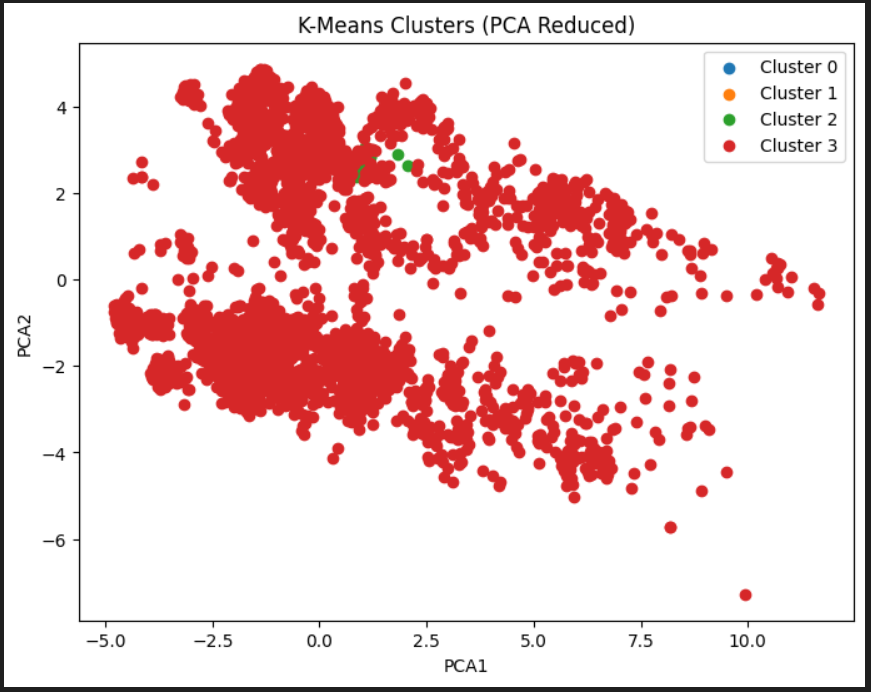 K-Means Clusters (PCA Reduced)
Cluster 0
Cluster 1
Cluster 2
Cluster 3
4
2
0
−2
−4
−6
PCA2
−5.0 −2.5 0.0 2.5 5.0 7.5 10.0
PCA1